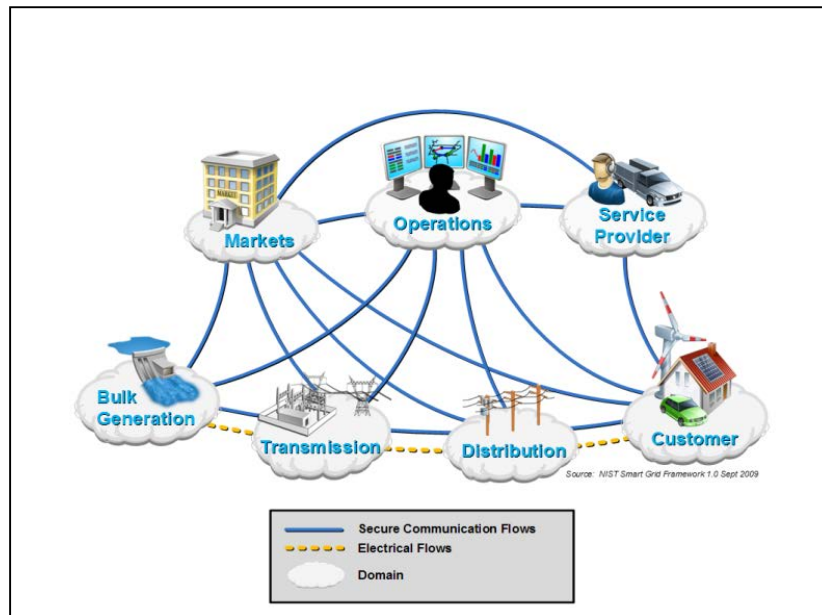 MARKET
Markets
Operations
Service
Provider
Bulk
Generation
Transmission
Distribution
Customer
Source: NIST Smart Grid Framework 1.0 Sept 2009
Secure Communication Flows
Electrical Flows
Domain